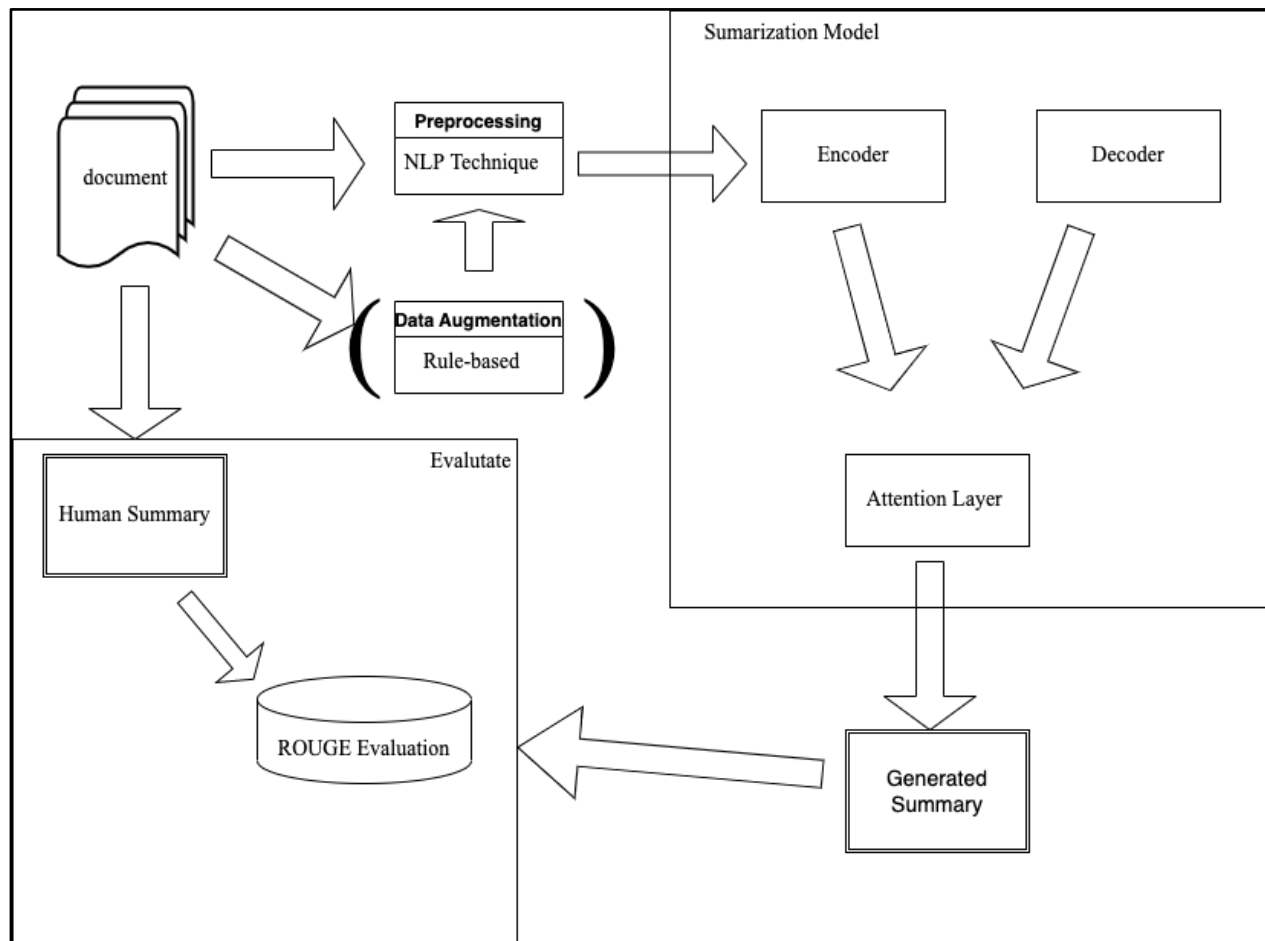 Sumarization Model
document
Preprocessing
NLP Technique
Encoder
Decoder
Data Augmentation
Rule-based
Evalutate
Human Summary
Attention Layer
ROUGE Evaluation
Generated
Summary